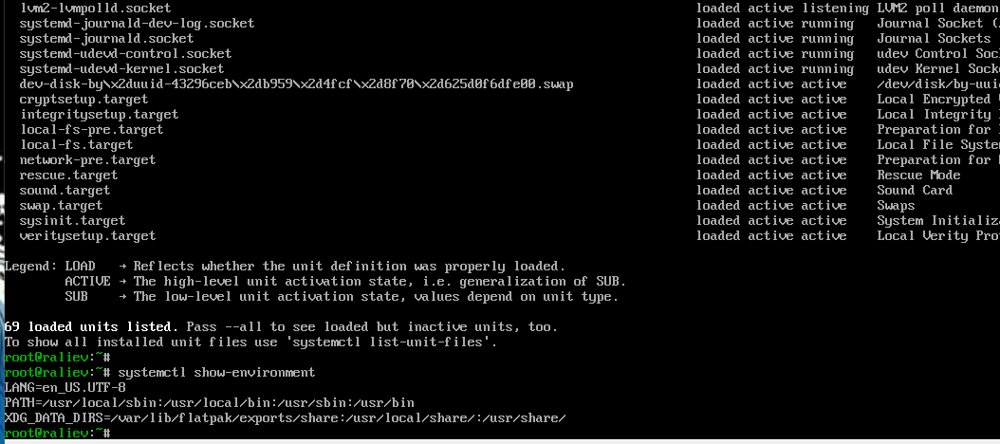 lvm2-lvmpolld.socket loaded active listening LVM2 poll daemon
systemd-journald-dev-log.socket loaded active running Journal Socket (
systemd-journald.socket loaded active running Journal Sockets
systemd-udevd-control.socket loaded active running udev Control Soc
systemd-udevd-kernel.socket loaded active running udev Kernel Sock
dev-disk-by\x2duuid-43296ceb\x2db959\x2d4fcf\x2d8f70\x2d625d0f6dfe00.swap loaded active active /dev/disk/by-uui
cryptsetup.target loaded active active Local Encrypted
integritysetup.target loaded active active Local Integrity
local-fs-pre.target loaded active active Preparation for
local-fs.target loaded active active Local File Syste
network-pre.target loaded active active Preparation for
rescue.target loaded active active Rescue Mode
sound.target loaded active active Sound Card
swap.target loaded active active Swaps
sysinit.target loaded active active System Initializa
veritysetup.target loaded active active Local Verity Pro
Legend: LOAD → Reflects whether the unit definition was properly loaded.
ACTIVE → The high-level unit activation state, i.e. generalization of SUB.
SUB → The low-level unit activation state, values depend on unit type.
69 loaded units listed. Pass --all to see loaded but inactive units, too.
To show all installed unit files use 'systemctl list-unit-files'.
root@raliev:~#
root@raliev:~# systemctl show-environment
LANG=en_US.UTF-8
PATH=/usr/local/sbin:/usr/local/bin:/usr/sbin:/usr/bin
XDG_DATA_DIRS=/var/lib/flatpak/exports/share:/usr/local/share/:/usr/share/
root@raliev:~#